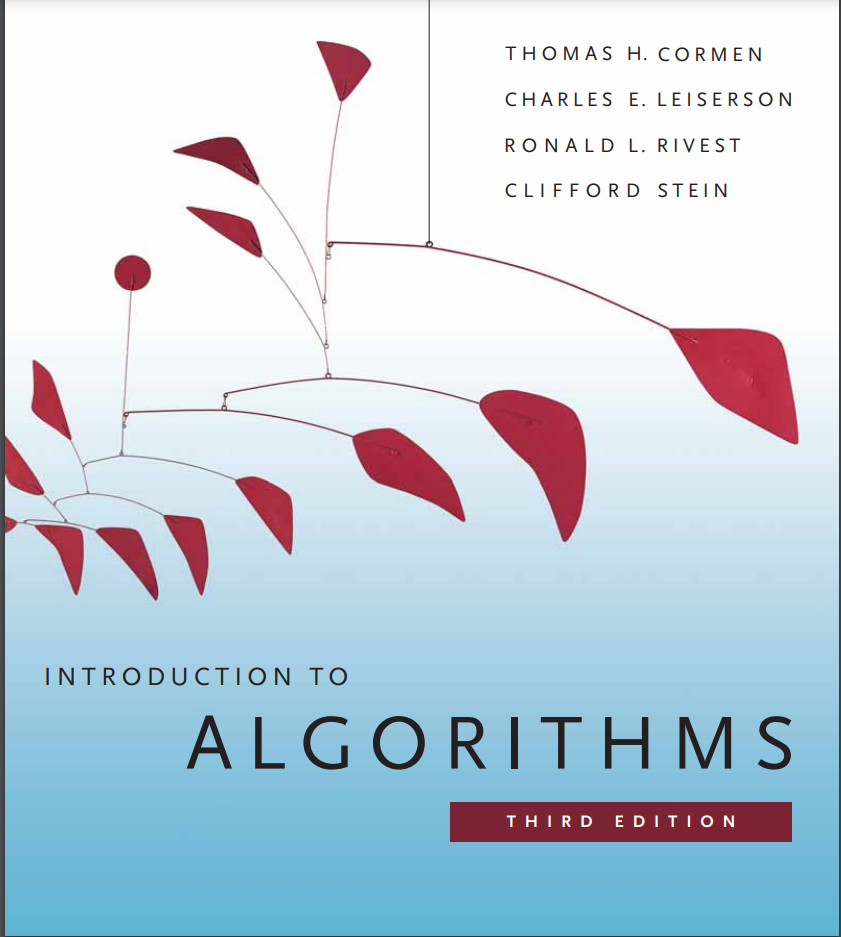 THOMAS H. CORMEN
CHARLES E. LEISERSON
RONALD L. RIVEST
CLIFFORD STEIN
INTRODUCTION TO
ALGORITHMS
THIRD EDITION